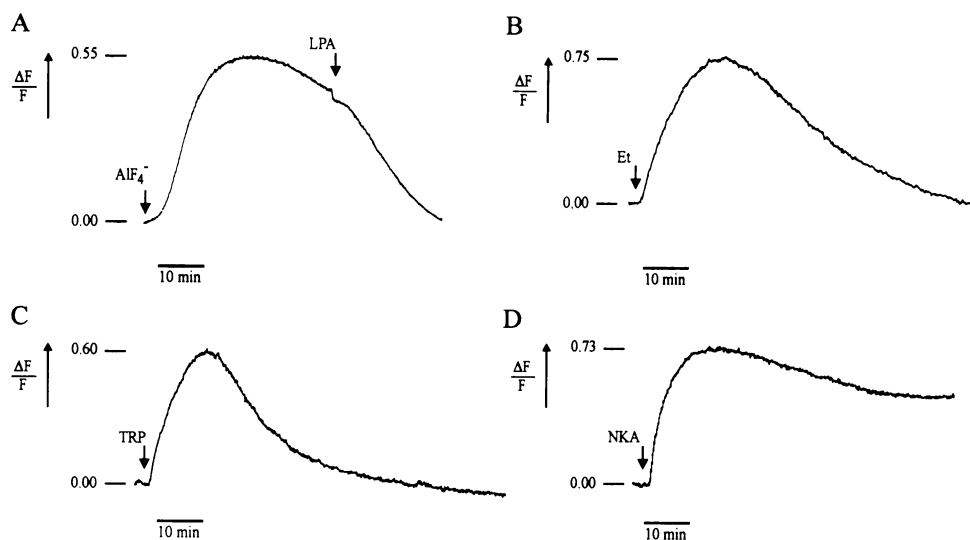 A
0.55
ΔF
F
LPA
AlF4-
0.00
10 min
B
0.75
ΔF
F
Et
0.00
10 min
C
0.60
ΔF
F
TRP
0.00
10 min
D
0.73
ΔF
F
NKA
0.00
10 min